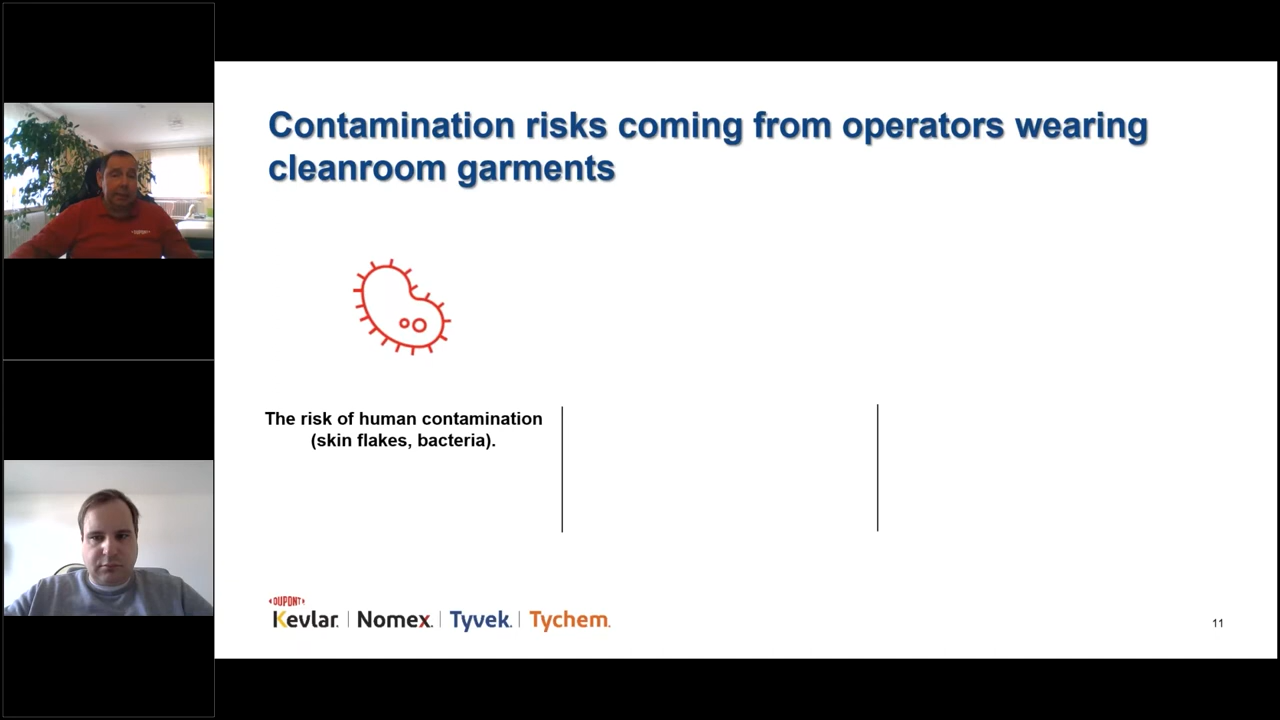 Contamination risks coming from operators wearing
cleanroom garments
The risk of human contamination
(skin flakes, bacteria).
DUPONT
Kevlar. | Nomex. | Tyvek. | Tychem.
11